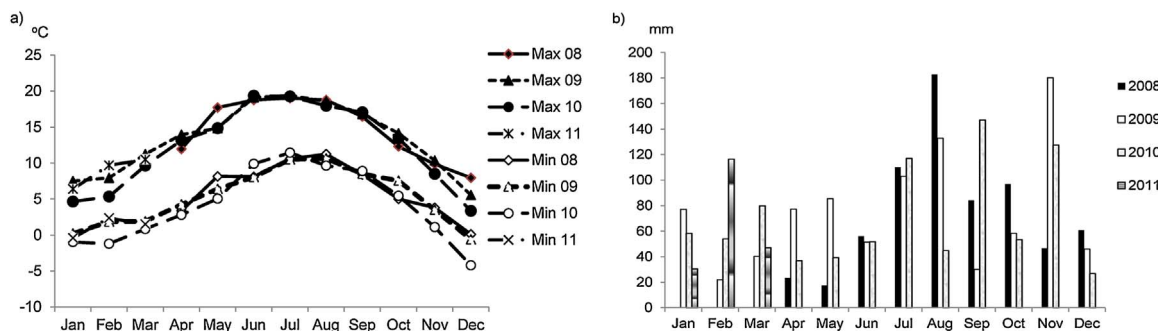 a)
ºC
25
20
15
10
5
0
-5
-10
Jan Feb Mar Apr May Jun Jul Aug Sep Oct Nov Dec
Max 08
Max 09
Max 10
Max 11
Min 08
Min 09
Min 10
Min 11
b)
mm
200
180
160
140
120
100
80
60
40
20
0
Jan Feb Mar Apr May Jun Jul Aug Sep Oct Nov Dec
2008
2009
2010
2011